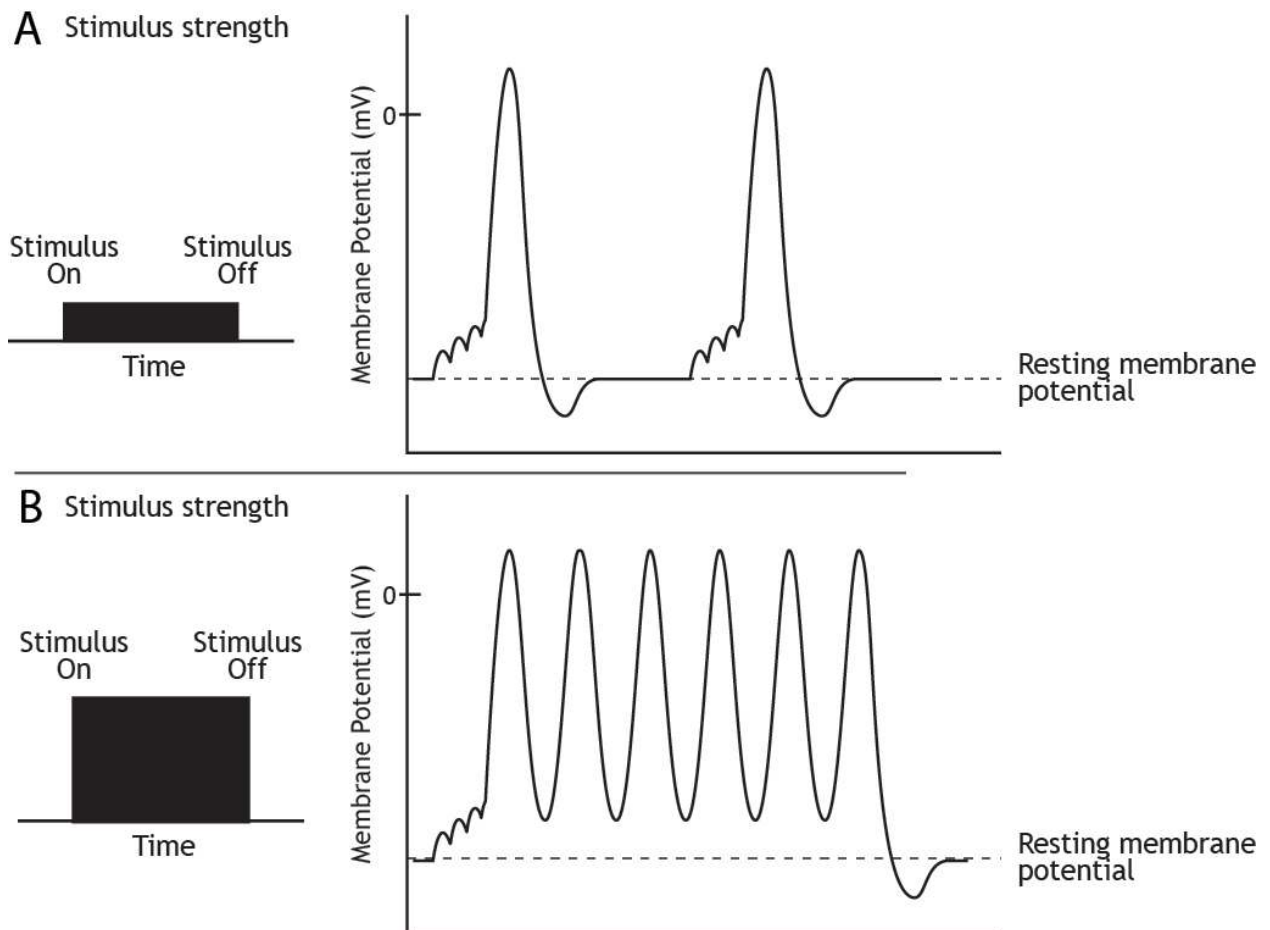 A Stimulus strength
Membrane Potential (mV)
0
Stimulus
On
Stimulus
Off
Time
Resting membrane
potential
B Stimulus strength
Membrane Potential (mV)
0
Stimulus
On
Stimulus
Off
Time
Resting membrane
potential